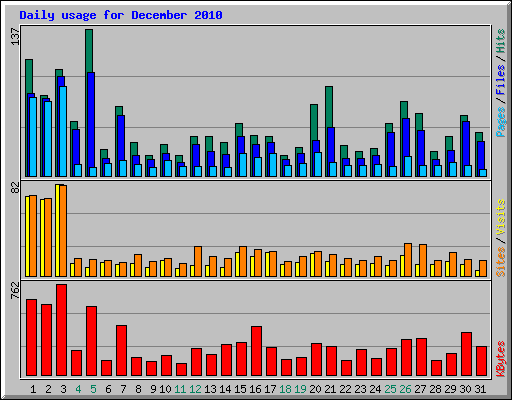 Daily usage for December 2010
137
Pages / Files / Hits
82
Sites / Visits
762
KBytes
1 2 3 4 5 6 7 8 9 10 11 12 13 14 15 16 17 18 19 20 21 22 23 24 25 26 27 28 29 30 31